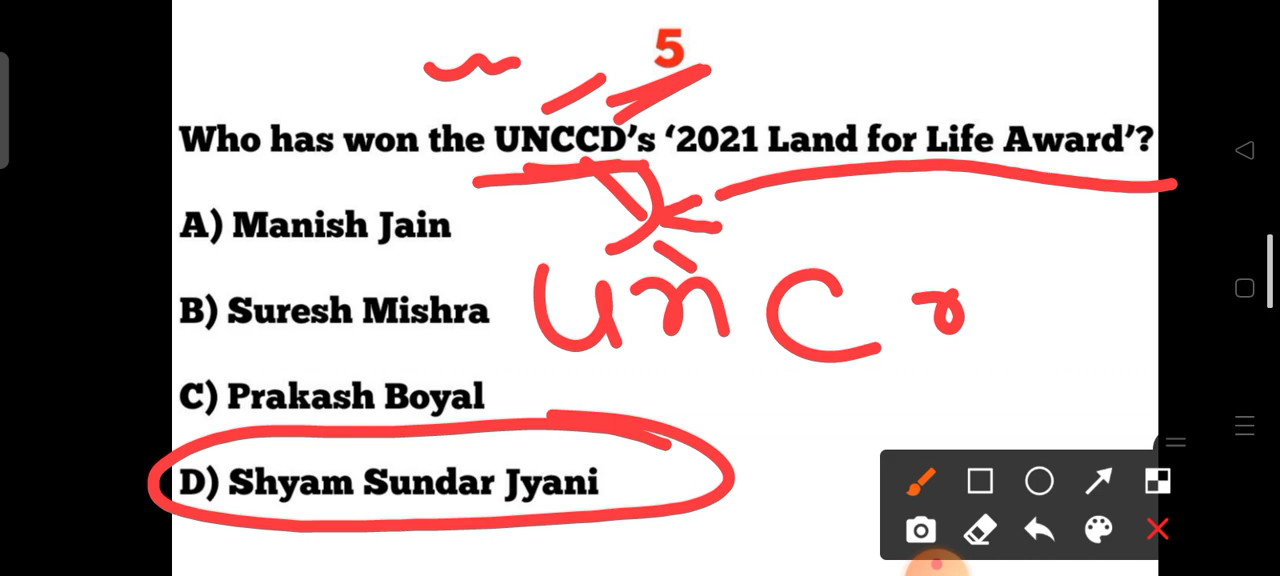 5
Who has won the UNCCD's '2021 Land for Life Award'?
A) Manish Jain
B) Suresh Mishra
C) Prakash Boyal
D) Shyam Sundar Jyani